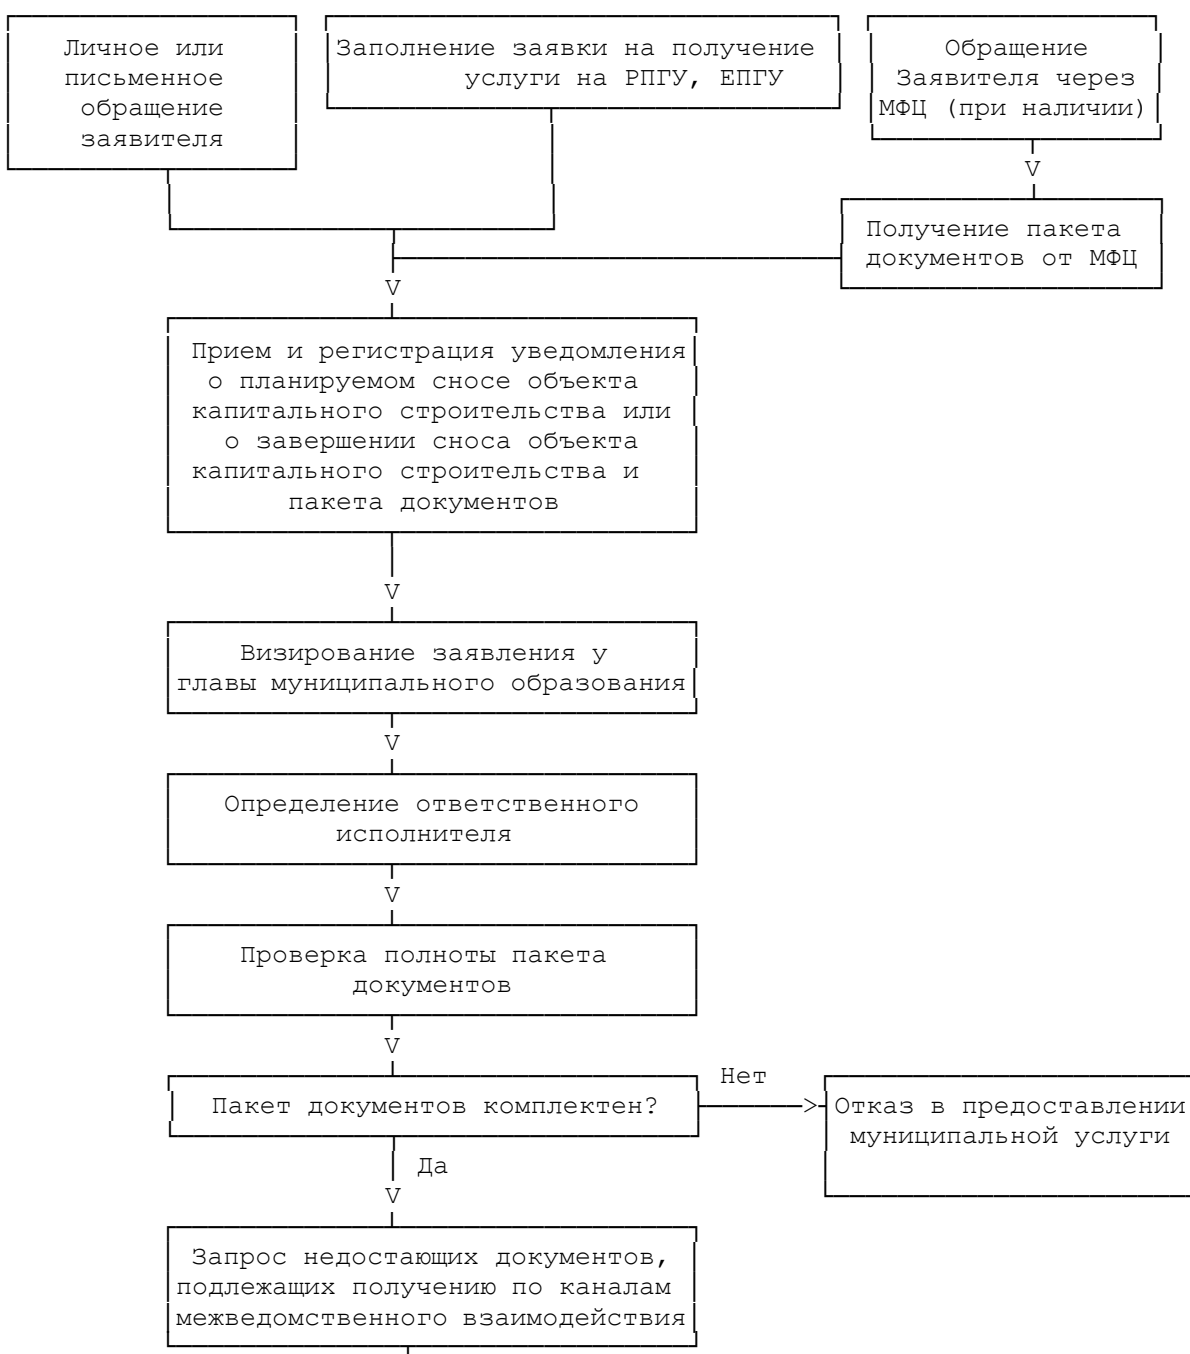 Личное или
письменное
обращение
заявителя
Заполнение заявки на получение
услуги на РПГУ, ЕПГУ
Обращение
Заявителя через
МФЦ (при наличии)
V
Получение пакета
документов от МФЦ
V
Прием и регистрация уведомления
о планируемом сносе объекта
капитального строительства или
о завершении сноса объекта
капитального строительства и
пакета документов
V
Визирование заявления у
главы муниципального образования
V
Определение ответственного
исполнителя
V
Проверка полноты пакета
документов
V
Пакет документов комплектен?
Нет
>
Отказ в предоставлении
муниципальной услуги
Да
V
Запрос недостающих документов,
подлежащих получению по каналам
межведомственного взаимодействия